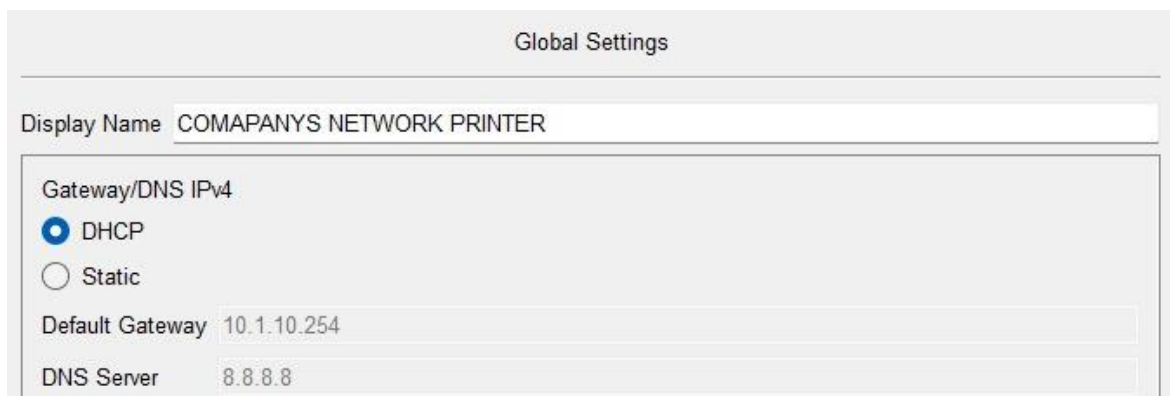 Global Settings
Display Name COMAPANYS NETWORK PRINTER
Gateway/DNS IPv4
DHCP
Static
Default Gateway 10.1.10.254
DNS Server 8.8.8.8